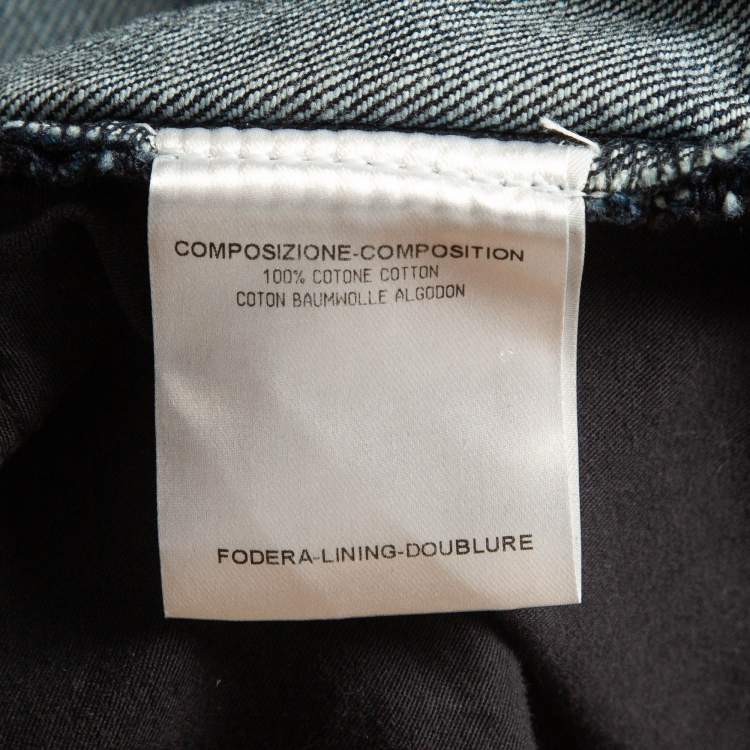 COMPOSIZIONE-COMPOSITION
100% COTONE COTTON
COTON BAUMWOLLE ALGODON
FODERA-LINING-DOUBLURE